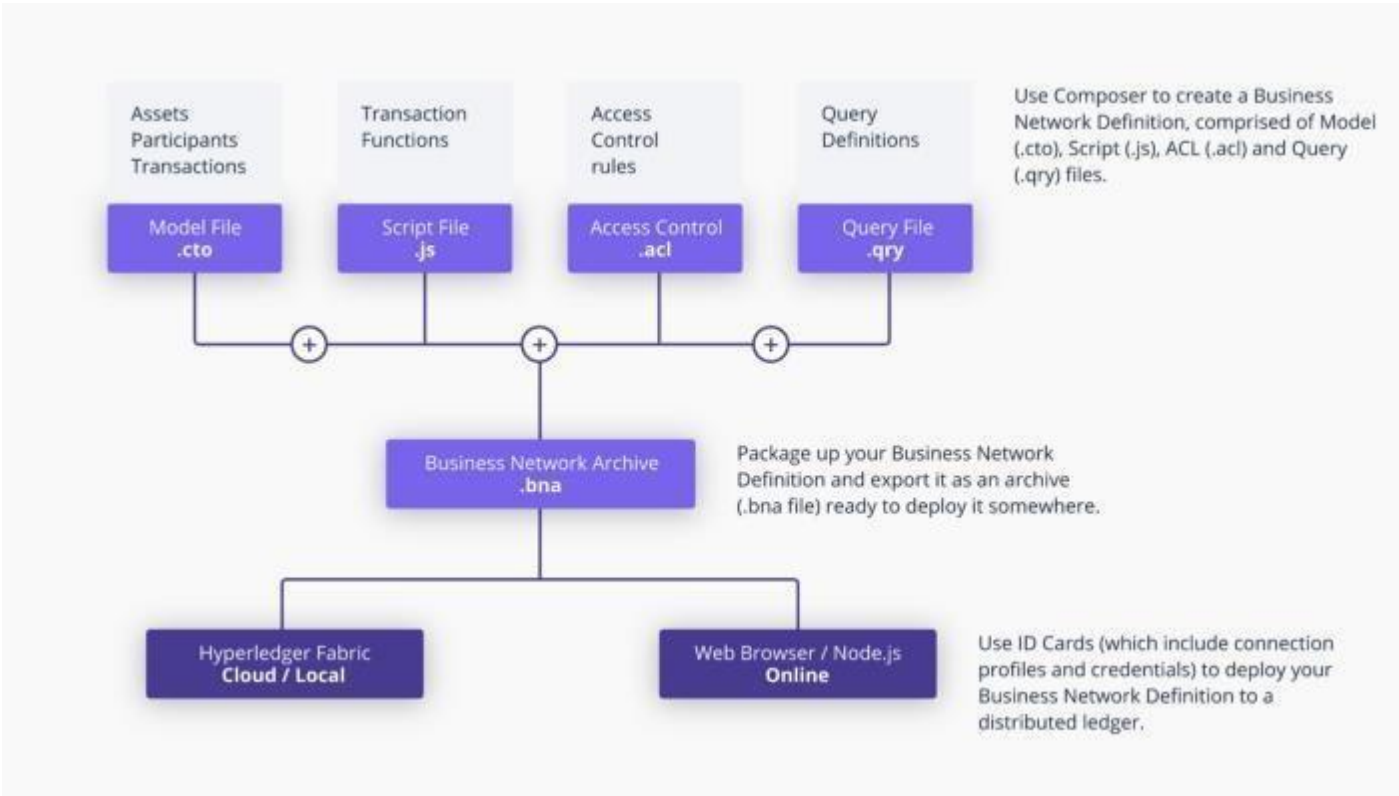 Assets
Participants
Transactions
Model File
.cto
Transaction
Functions
Script File
.js
Access
Control
rules
Access Control
.acl
Query
Definitions
Query File
.qry
Use Composer to create a Business
Network Definition, comprised of Model
(.cto), Script (.js), ACL (.acl) and Query
(.qry) files.
+
+
+
Business Network Archive
.bna
Package up your Business Network
Definition and export it as an archive
(.bna file) ready to deploy it somewhere.
Hyperledger Fabric
Cloud / Local
Web Browser / Node.js
Online
Use ID Cards (which include connection
profiles and credentials) to deploy your
Business Network Definition to a
distributed ledger.